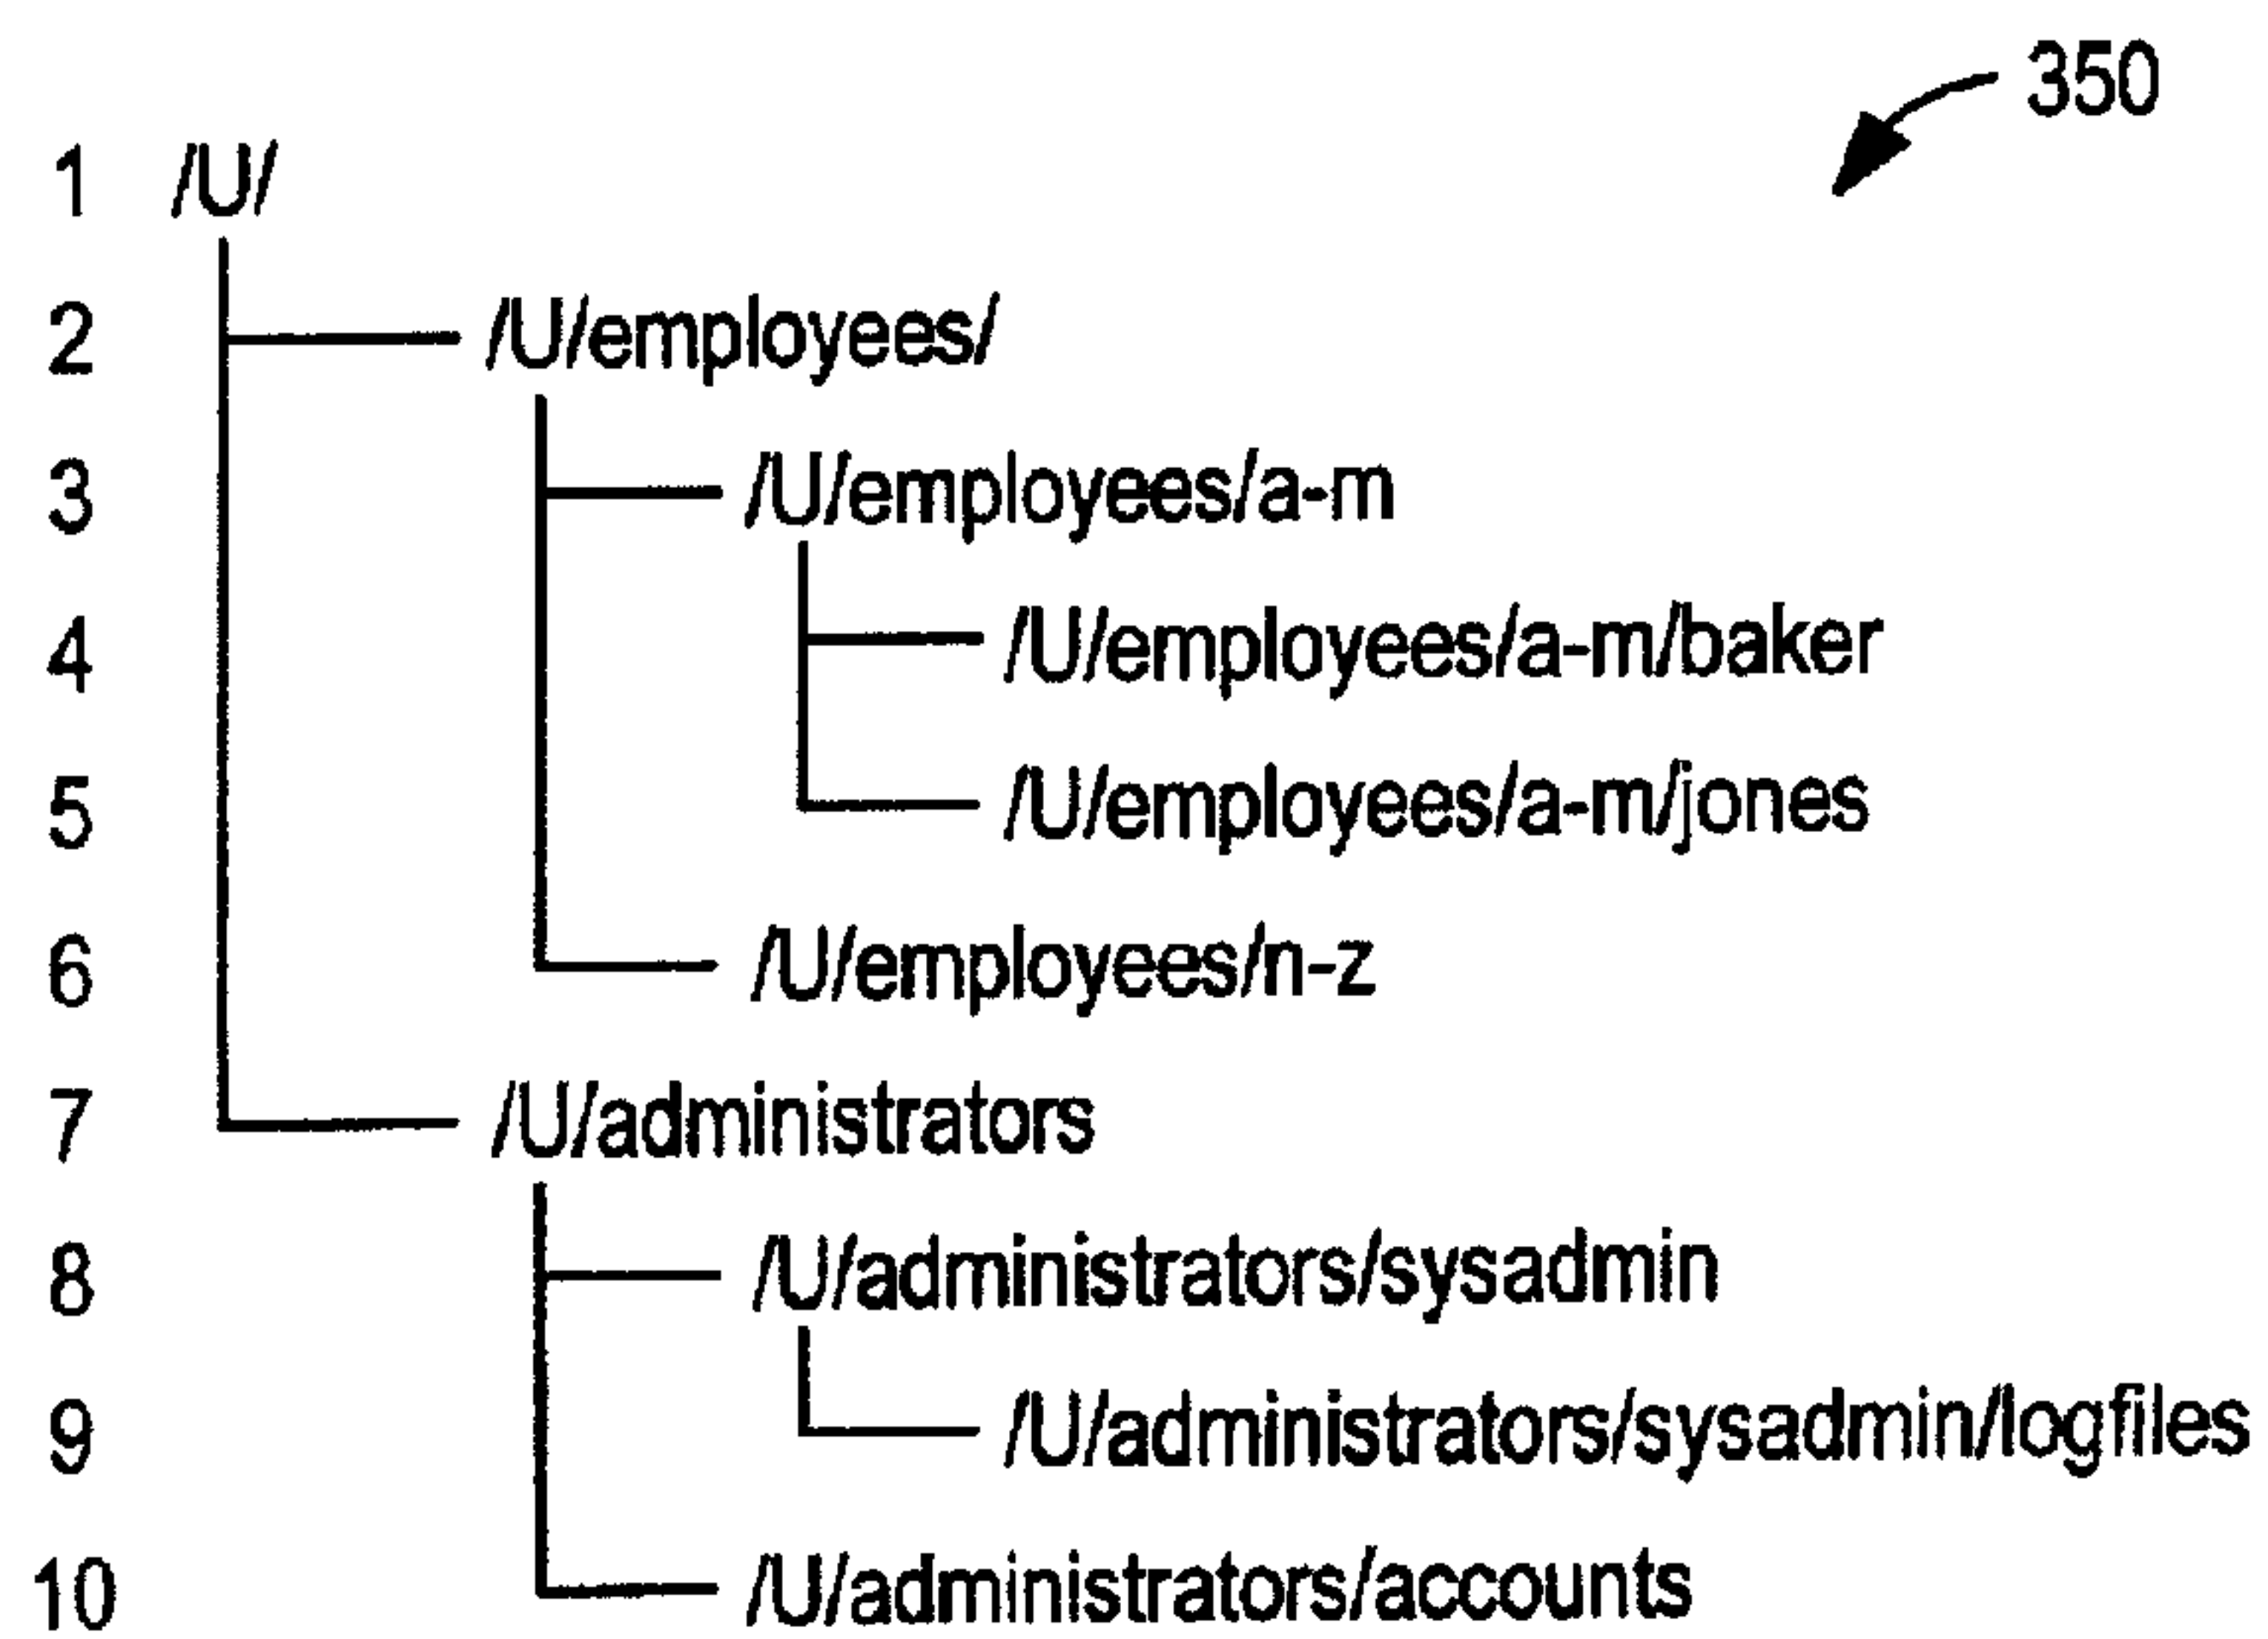 350
1 /U/
2 /U/employees/
3 /U/employees/a-m
4 /U/employees/a-m/baker
5 /U/employees/a-m/jones
6 /U/employees/n-z
7 /U/administrators
8 /U/administrators/sysadmin
9 /U/administrators/sysadmin/logfiles
10 /U/administrators/accounts